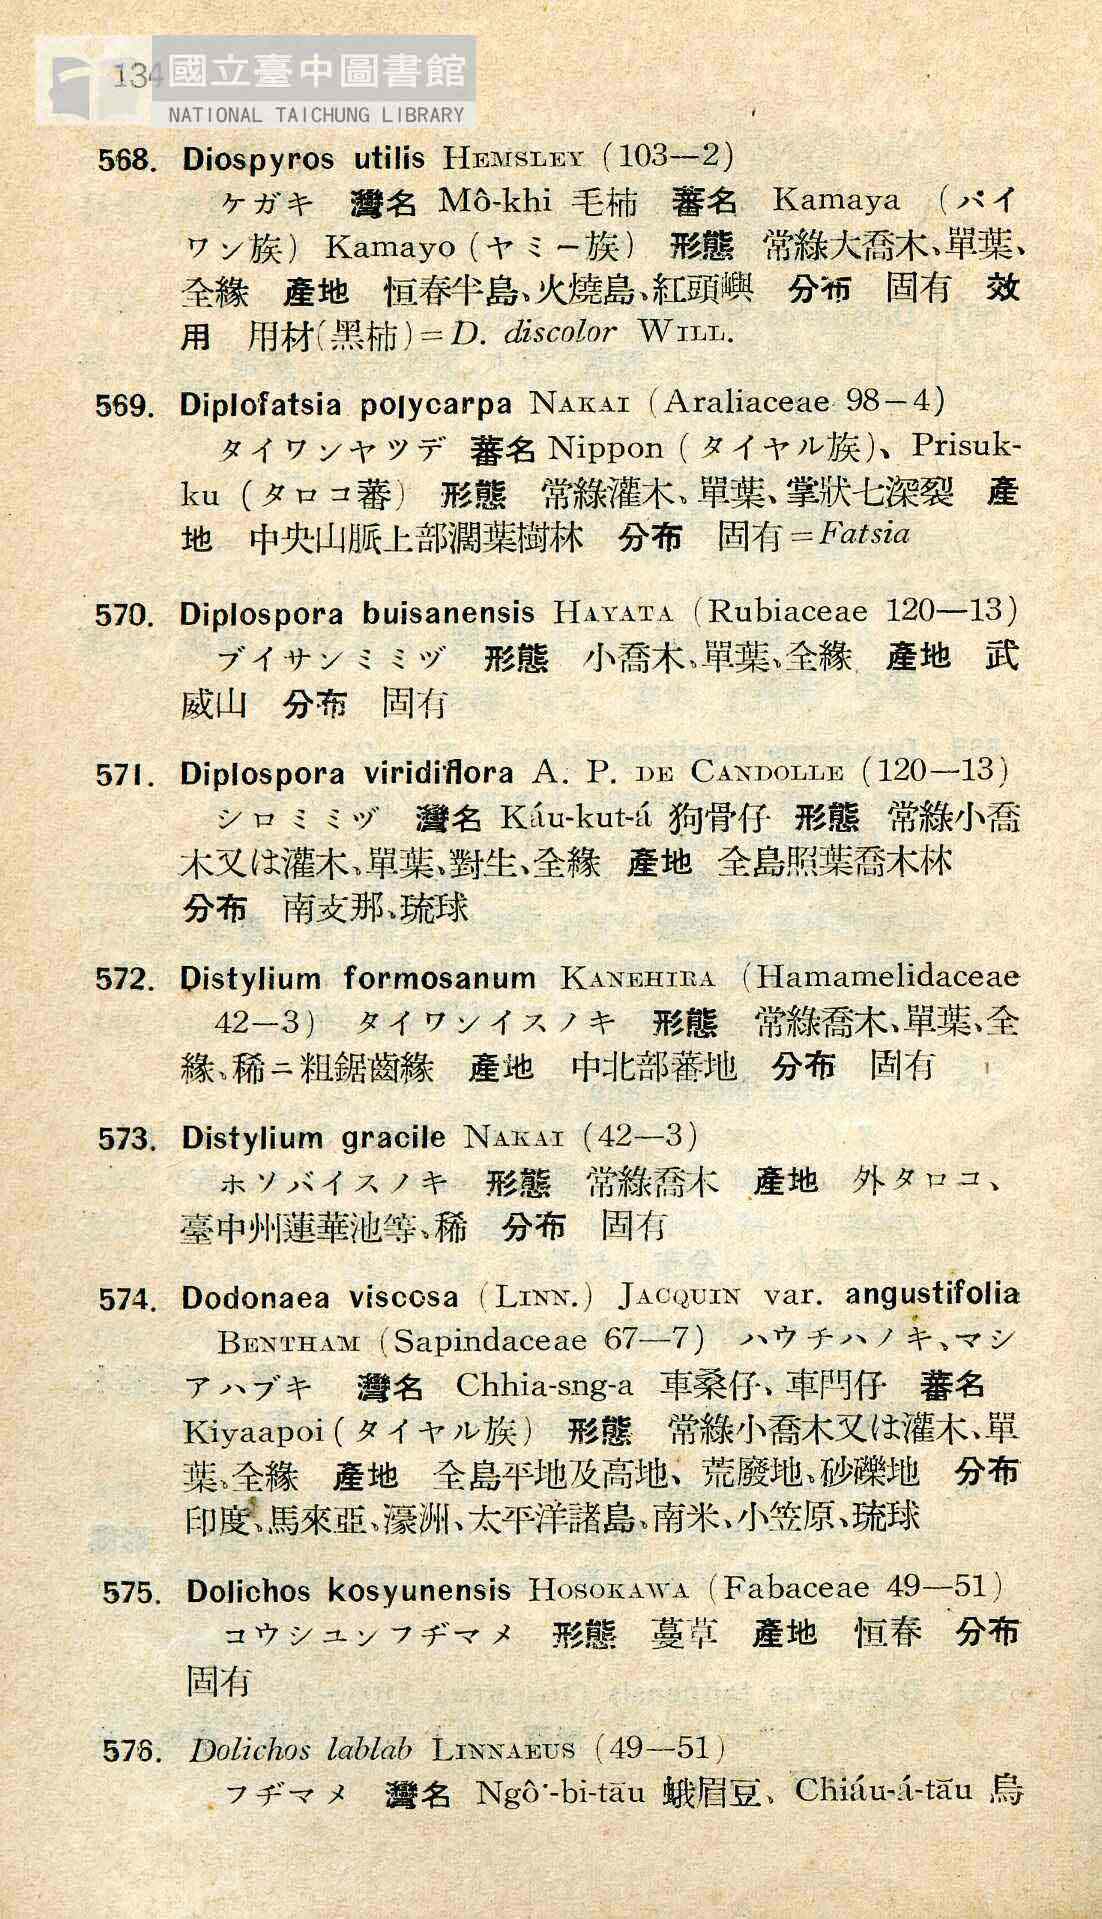 134
國立臺中圖書館
NATIONAL TAICHUNG LIBRARY
568. Diospyros utilis HEMSLEY (103—2)
ケガキ 灣名 Mô-khi 毛柿 蕃名 Kamaya (パイ
ワン族) Kamayo (ヤミー族) 形態 常綠大喬木、單葉、
全緣 產地 恒春半島、火燒島、紅頭嶼 分布 固有 效
用 用材(黑柿)=D. discolor WILL.
569. Diplofatsia polycarpa NAKAI (Araliaceae 98—4)
タイワンヤツデ 蕃名 Nippon (タイヤル族)、Prisuk-
ku (タロコ蕃) 形態 常綠灌木、單葉、掌狀七深裂 產
地 中央山脈上部濶葉樹林 分布 固有=Fatsia
570. Diplospora buisanensis HAYATA (Rubiaceae 120—13)
ブイサンミミヅ 形態 小喬木、單葉、全緣 產地 武
威山 分布 固有
571. Diplospora viridiflora A. P. DE CANDOLLE (120—13)
シロミミヅ 灣名 Káu-kut-á 狗骨仔 形態 常綠小喬
木又は灌木、單葉、對生、全緣 產地 全島照葉喬木林
分布 南支那、琉球
572. Distylium formosanum KANEHIRA (Hamamelidaceae
42—3) タイワンイスノキ 形態 常綠喬木、單葉、全
緣、稀ニ粗鋸齒緣 產地 中北部蕃地 分布 固有
573. Distylium gracile NAKAI (42—3)
ホソバイスノキ 形態 常綠喬木 產地 外タロコ、
臺中州蓮華池等、稀 分布 固有
574. Dodonaea viscosa (LINN.) JACQUIN var. angustifolia
BENTHAM (Sapindaceae 67—7) ハウチハノキ、マシ
アハブキ 灣名 Chhia-sng-a 車桑仔、車閂仔 蕃名
Kiyaapoi (タイヤル族) 形態 常綠小喬木又は灌木、單
葉、全緣 產地 全島平地及高地、荒廢地、砂礫地 分布
印度、馬來亞、濠洲、太平洋諸島、南米、小笠原、琉球
575. Dolichos kosyunensis HOSOKAWA (Fabaceae 49—51)
コウシユンフヂマメ 形態 蔓草 產地 恒春 分布
固有
576. Dolichos lablab LINNAEUS (49—51)
フヂマメ 灣名 Ngô͘-bi-tāu 蛾眉豆、Chiáu-á-tāu 鳥